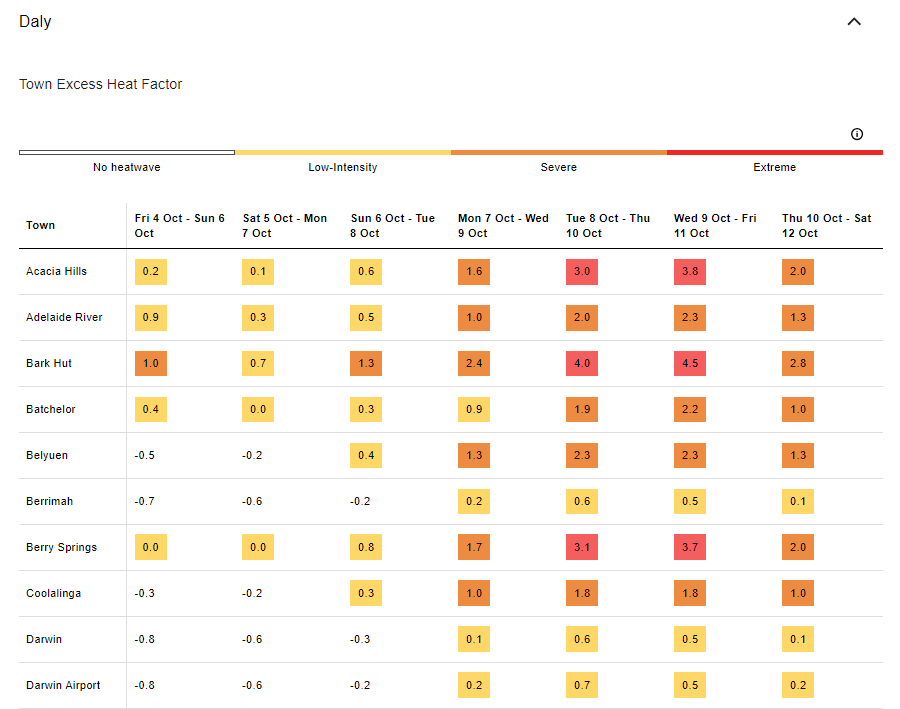 Daly
Town Excess Heat Factor
No heatwave Low-Intensity Severe Extreme
Town Fri 4 Oct - Sun 6 Oct Sat 5 Oct - Mon 7 Oct Sun 6 Oct - Tue 8 Oct Mon 7 Oct - Wed 9 Oct Tue 8 Oct - Thu 10 Oct Wed 9 Oct - Fri 11 Oct Thu 10 Oct - Sat 12 Oct
Acacia Hills 0.2 0.1 0.6 1.6 3.0 3.8 2.0
Adelaide River 0.9 0.3 0.5 1.0 2.0 2.3 1.3
Bark Hut 1.0 0.7 1.3 2.4 4.0 4.5 2.8
Batchelor 0.4 0.0 0.3 0.9 1.9 2.2 1.0
Belyuen -0.5 -0.2 0.4 1.3 2.3 2.3 1.3
Berrimah -0.7 -0.6 -0.2 0.2 0.6 0.5 0.1
Berry Springs 0.0 0.0 0.8 1.7 3.1 3.7 2.0
Coolalinga -0.3 -0.2 0.3 1.0 1.8 1.8 1.0
Darwin -0.8 -0.6 -0.3 0.1 0.6 0.5 0.1
Darwin Airport -0.8 -0.6 -0.2 0.2 0.7 0.5 0.2